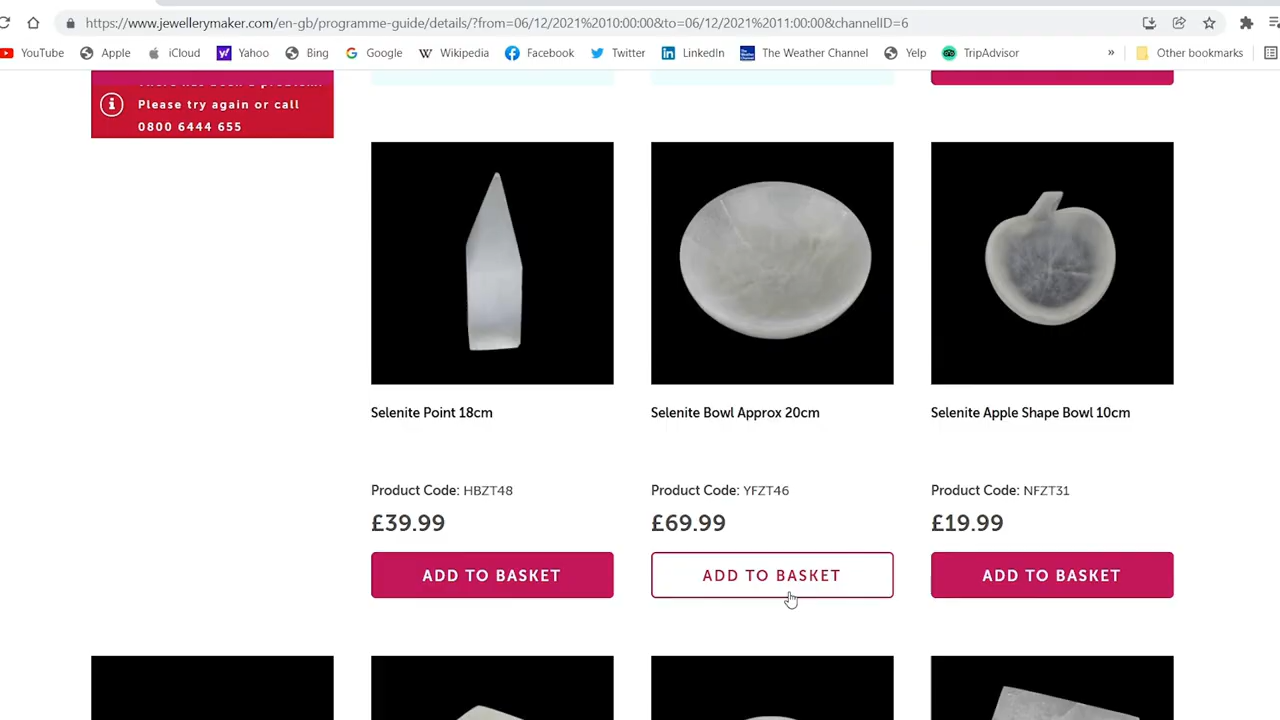 https://www.jewellerymaker.com/en-gb/programme-guide/details/?from=06/12/2021%2010:00:00&to=06/12/2021%2011:00:00&channelID=6
YouTube Apple iCloud Yahoo Bing Google Wikipedia Facebook Twitter LinkedIn The Weather Channel Yelp TripAdvisor » Other bookmarks
Please try again or call
0800 6444 655
Selenite Point 18cm
Product Code: HBZT48
£39.99
ADD TO BASKET
Selenite Bowl Approx 20cm
Product Code: YFZT46
£69.99
ADD TO BASKET
Selenite Apple Shape Bowl 10cm
Product Code: NFZT31
£19.99
ADD TO BASKET